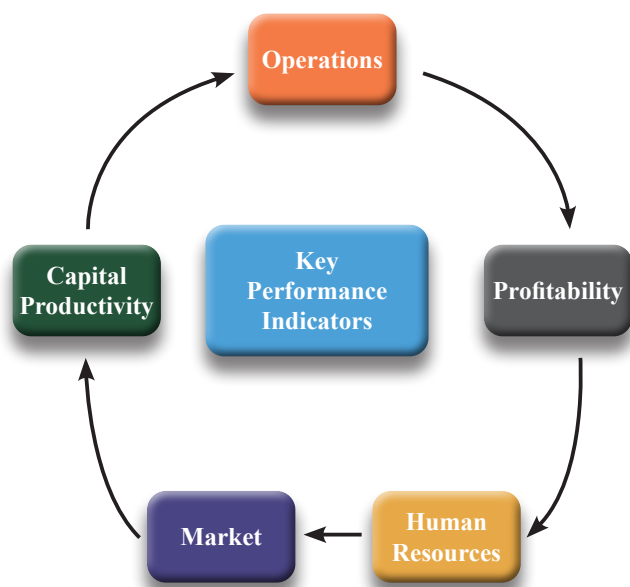 Operations
Capital
Productivity
Key
Performance
Indicators
Profitability
Market
Human
Resources